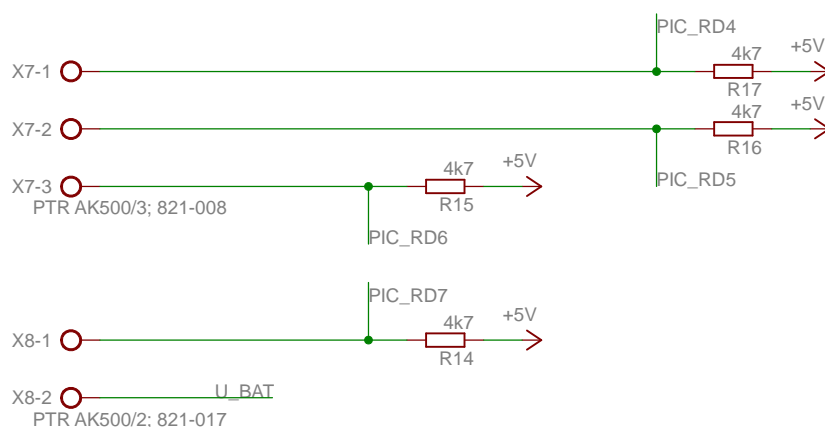 PIC_RD4
4k7
+5V
X7-1
R17
4k7
+5V
X7-2
R16
4k7
+5V
X7-3
PIC_RD5
R15
PTR AK500/3; 821-008
PIC_RD6
PIC_RD7
4k7
+5V
X8-1
R14
U_BAT
X8-2
PTR AK500/2; 821-017